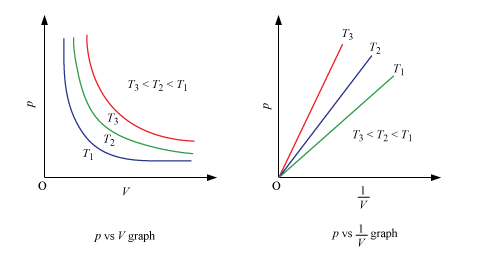 p
T₃ < T₂ < T₁
T₃
T₂
T₁
O
V
p vs V graph
p
T₃
T₂
T₁
T₃ < T₂ < T₁
O
1/V
p vs 1/V graph